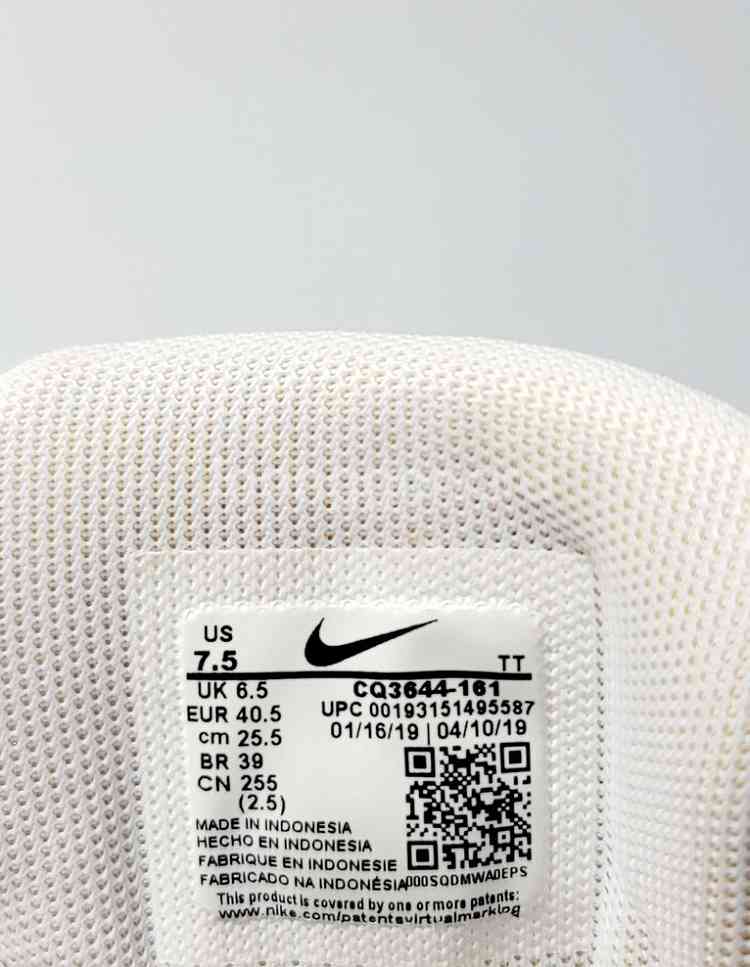 US
7.5
TT
UK 6.5
CQ3644-161
EUR 40.5
UPC 00193151495587
cm 25.5
01/16/19 | 04/10/19
BR 39
CN 255
(2.5)
MADE IN INDONESIA
HECHO EN INDONESIA
FABRIQUE EN INDONESIE
FABRICADO NA INDONÉSIA
000SQDMWA0EPS
This product is covered by one or more patents:
www.nike.com/patentsvirtualmarking